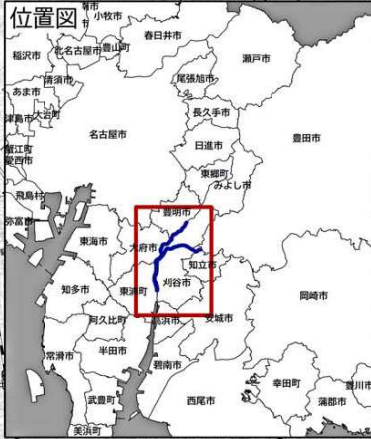 位置図
小牧市
春日井市
稲沢市
北名古屋市
豊山町
瀬戸市
清須市
尾張旭市
あま市
長久手市
津島市
大治町
名古屋市
日進市
豊田市
蟹江町
愛西市
東郷町
みよし市
飛島村
弥富市
豊明市
東海市
大府市
知立市
知多市
東浦町
刈谷市
岡崎市
阿久比町
高浜市
安城市
半田市
常滑市
碧南市
幸田町
豊川市
武豊町
西尾市
蒲郡市
美浜町